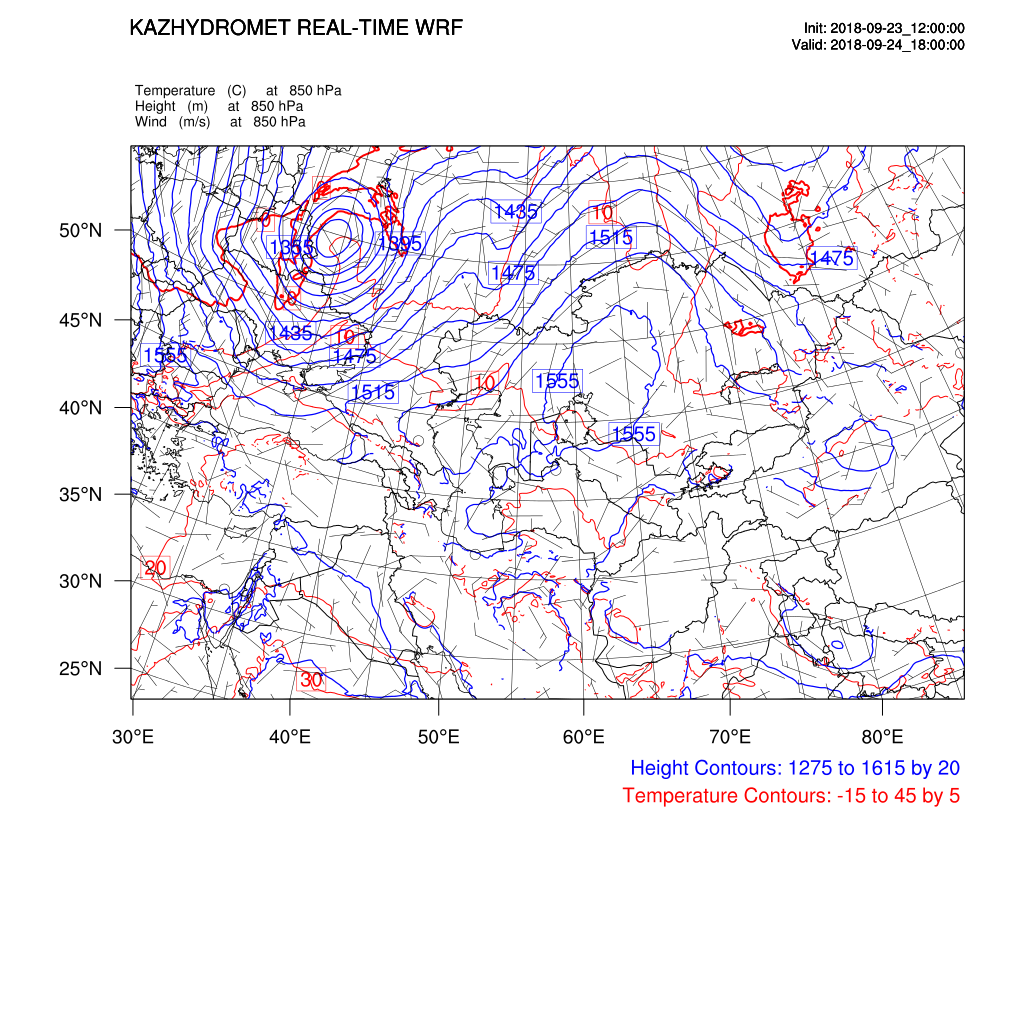 KAZHYDROMET REAL-TIME WRF
Init: 2018-09-23_12:00:00
Valid: 2018-09-24_18:00:00
Temperature (C) at 850 hPa
Height (m) at 850 hPa
Wind (m/s) at 850 hPa
1435
10
50°N
0
1355
1395
1515
1475
1475
0
45°N
1435
10
1555
1475
10
1555
1515
40°N
1555
35°N
20
30°N
25°N
30
30°E
40°E
50°E
60°E
70°E
80°E
Height Contours: 1275 to 1615 by 20
Temperature Contours: -15 to 45 by 5